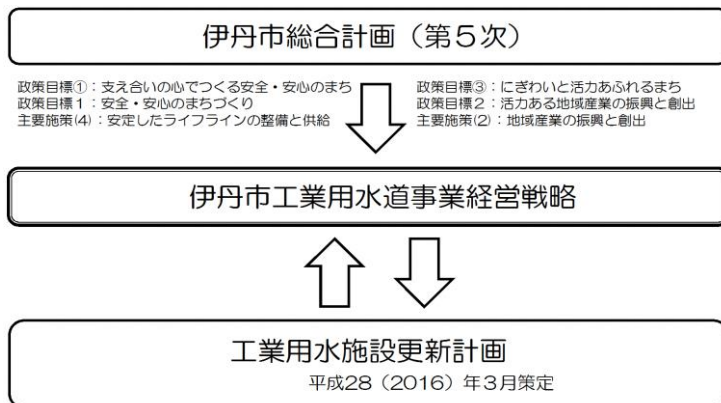 伊丹市総合計画（第５次）
政策目標①：支え合いの心でつくる安全・安心のまち
政策目標１：安全・安心のまちづくり
主要施策(4)：安定したライフラインの整備と供給
政策目標③：にぎわいと活力あふれるまち
政策目標２：活力ある地域産業の振興と創出
主要施策(2)：地域産業の振興と創出
伊丹市工業用水道事業経営戦略
工業用水施設更新計画
平成28（2016）年３月策定